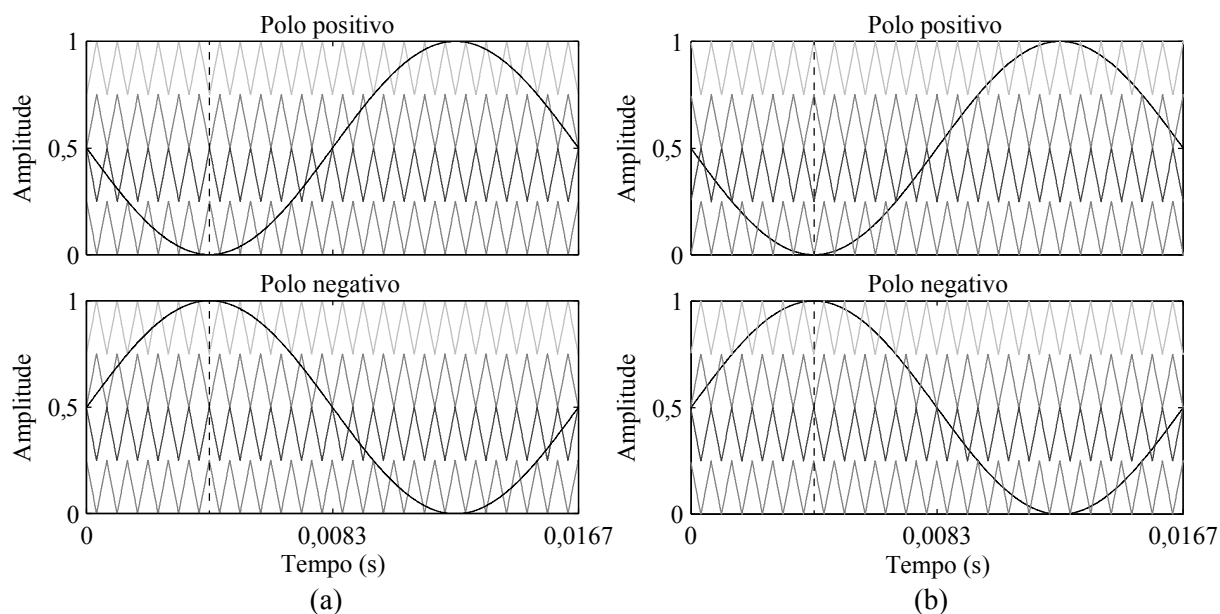 Polo positivo
1
Amplitude
0,5
0
Polo negativo
1
Amplitude
0,5
0
0 0,0083 0,0167
Tempo (s)
(a)
Polo positivo
1
Amplitude
0,5
0
Polo negativo
1
Amplitude
0,5
0
0 0,0083 0,0167
Tempo (s)
(b)